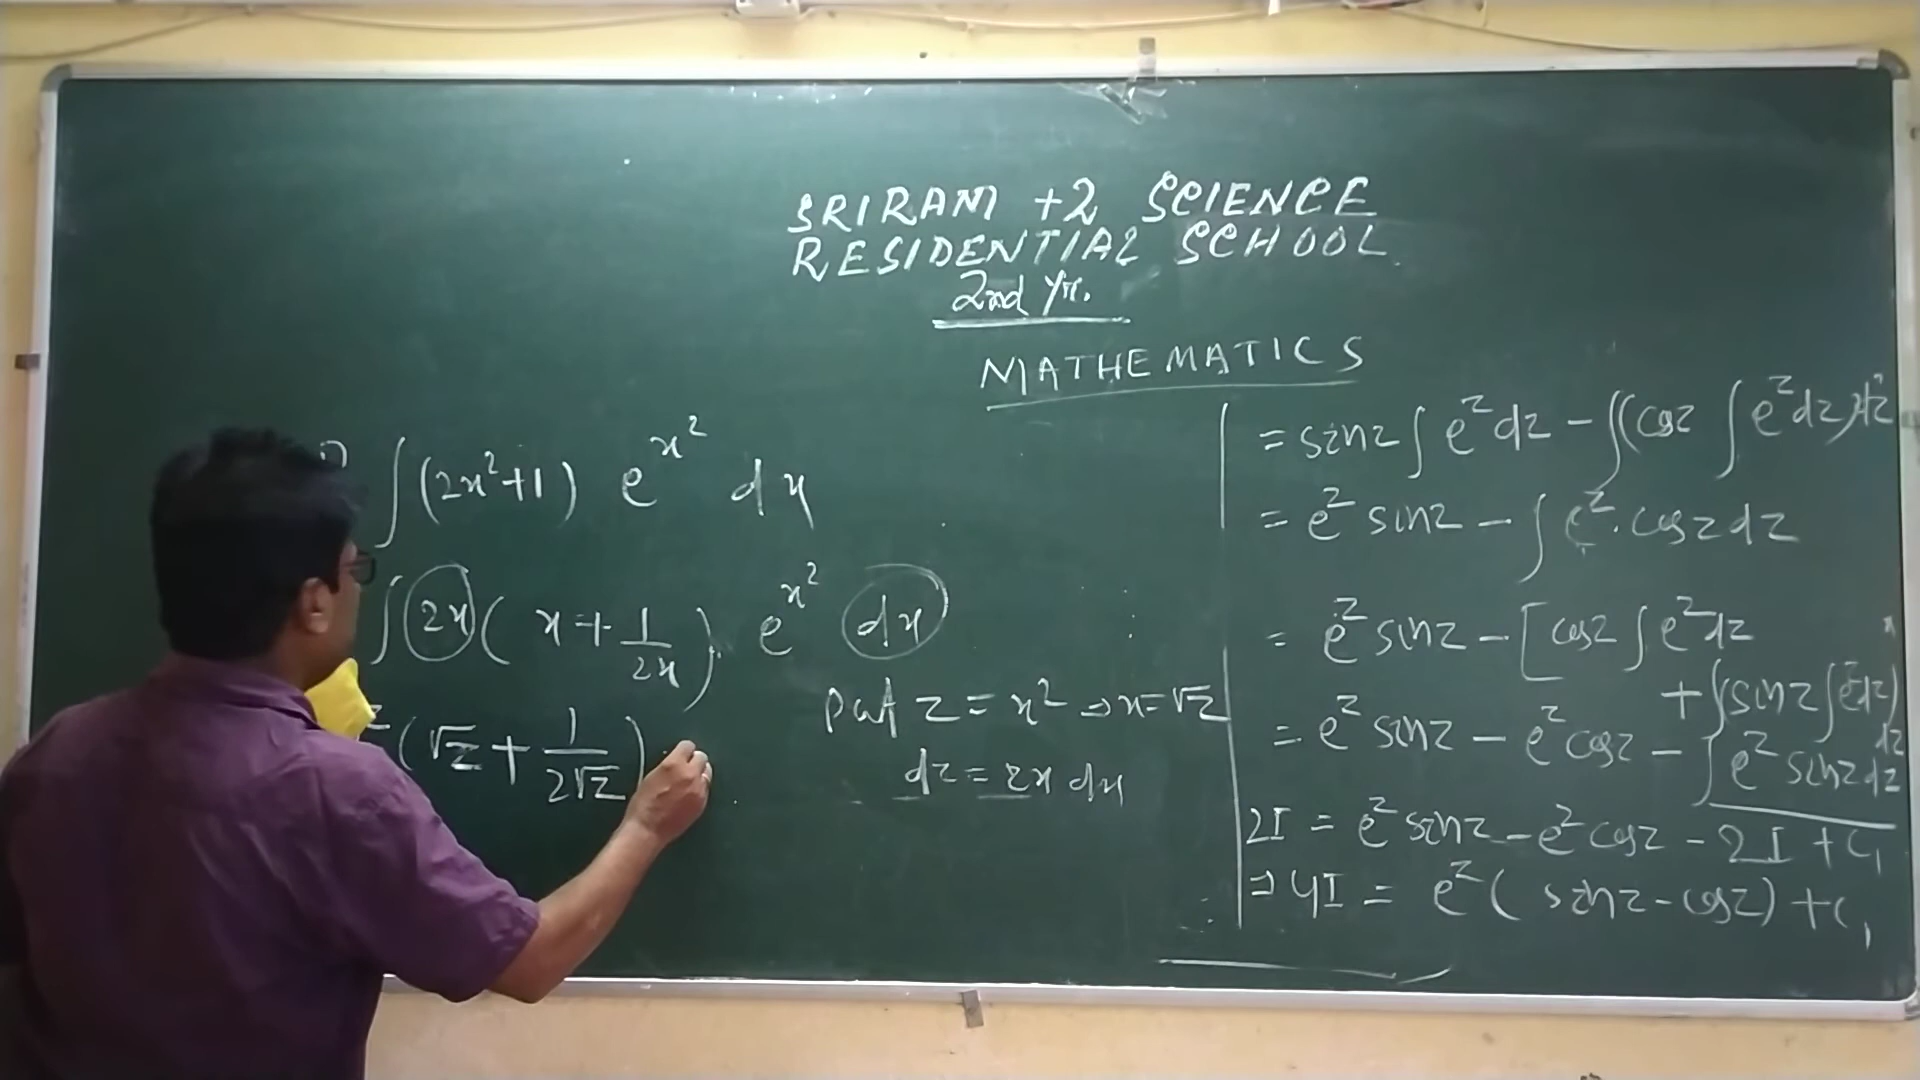 SRIRAM +2 SCIENCE
RESIDENTIAL SCHOOL
2nd Yr.
MATHEMATICS
∫(2x²+1) e^x² dx
∫2x(x+1/2x). e^x² dx
(√z+1/2√z)
put z = x² ⇒ x=√z
dz = 2x dx
= sinz∫e^z dz - ∫(cosz ∫e^z dz)dz
= e^z sinz - ∫e^z.cosz dz
= e^z sinz - [cosz∫e^z dz
+ ∫(sinz∫e^z dz)dz
= e^z sinz - e^z cosz - ∫e^z sinz dz
2I = e^z sinz - e^z cosz - 2I + C₁
⇒ 4I = e^z (sinz - cosz) + C₁